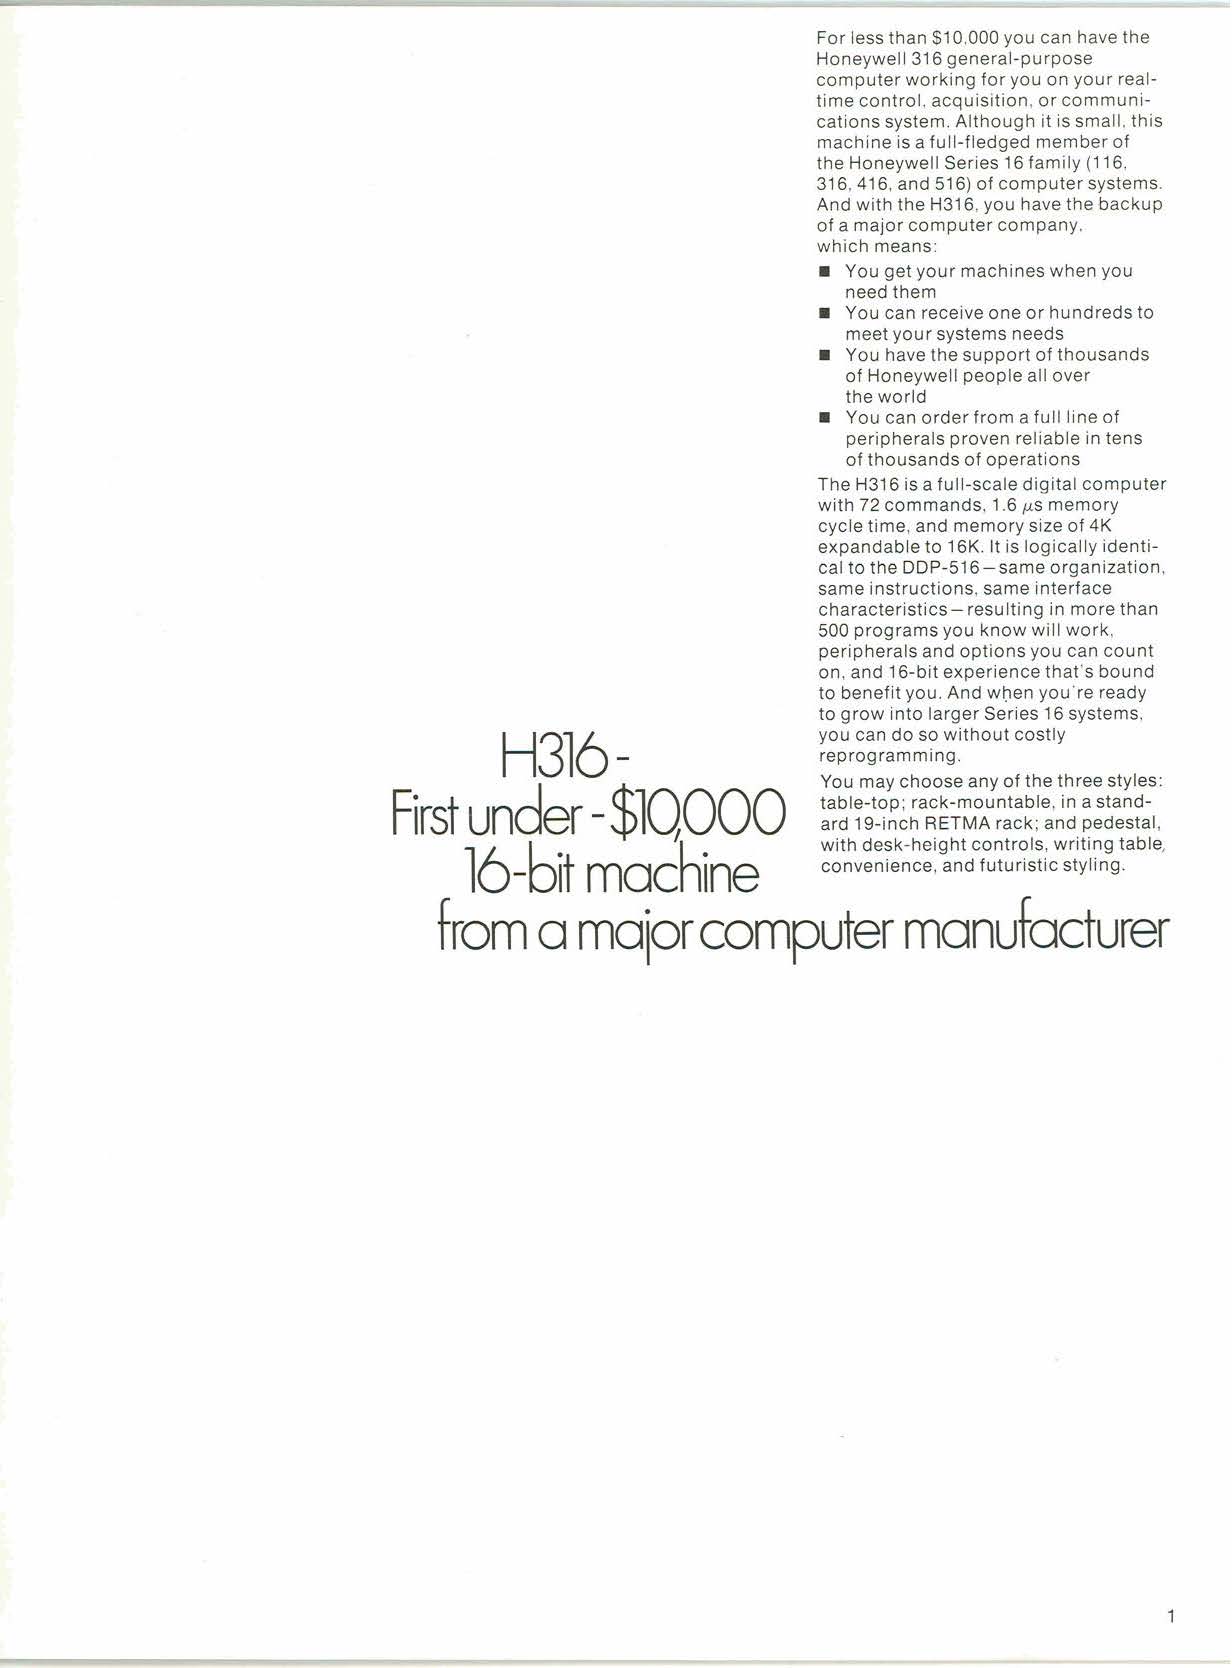 For less than $10,000 you can have the
Honeywell 316 general-purpose
computer working for you on your real-
time control, acquisition, or communi-
cations system. Although it is small, this
machine is a full-fledged member of
the Honeywell Series 16 family (116,
316, 416, and 516) of computer systems.
And with the H316, you have the backup
of a major computer company,
which means:
■ You get your machines when you
need them
■ You can receive one or hundreds to
meet your systems needs
■ You have the support of thousands
of Honeywell people all over
the world
■ You can order from a full line of
peripherals proven reliable in tens
of thousands of operations
The H316 is a full-scale digital computer
with 72 commands, 1.6 μs memory
cycle time, and memory size of 4K
expandable to 16K. It is logically identi-
cal to the DDP-516—same organization,
same instructions, same interface
characteristics—resulting in more than
500 programs you know will work,
peripherals and options you can count
on, and 16-bit experience that's bound
to benefit you. And when you're ready
to grow into larger Series 16 systems,
you can do so without costly
reprogramming.
You may choose any of the three styles:
table-top; rack-mountable, in a stand-
ard 19-inch RETMA rack; and pedestal,
with desk-height controls, writing table,
convenience, and futuristic styling.
H316-
First under-$10,000
16-bit machine
from a major computer manufacturer
1